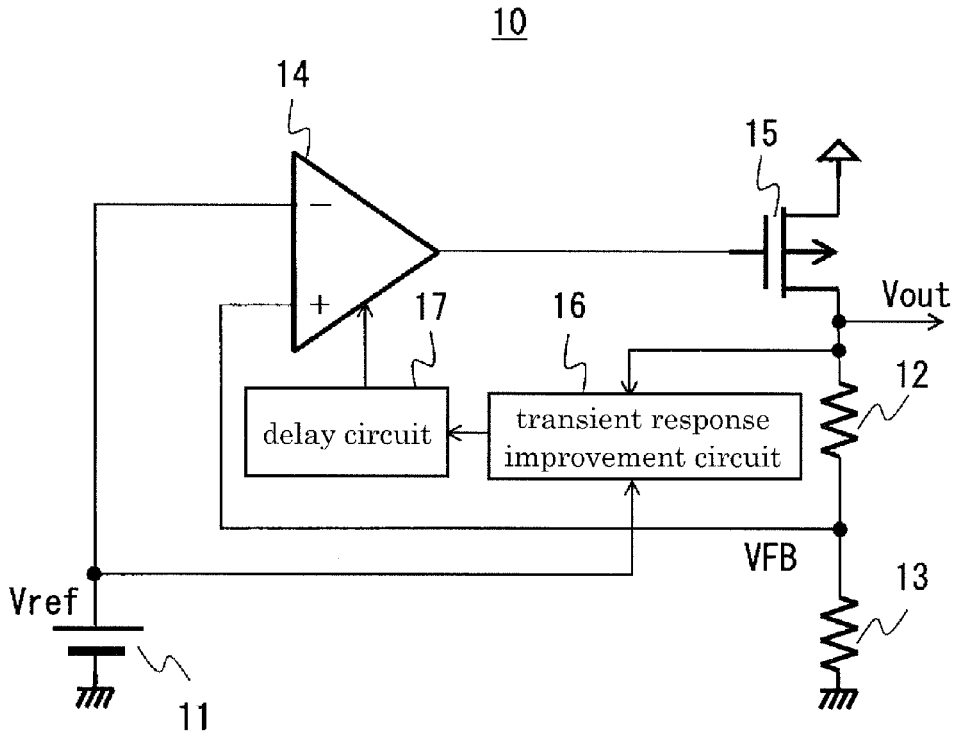 10
14
15
−
+
17
16
Vout
12
delay circuit
transient response
improvement circuit
VFB
13
Vref
11